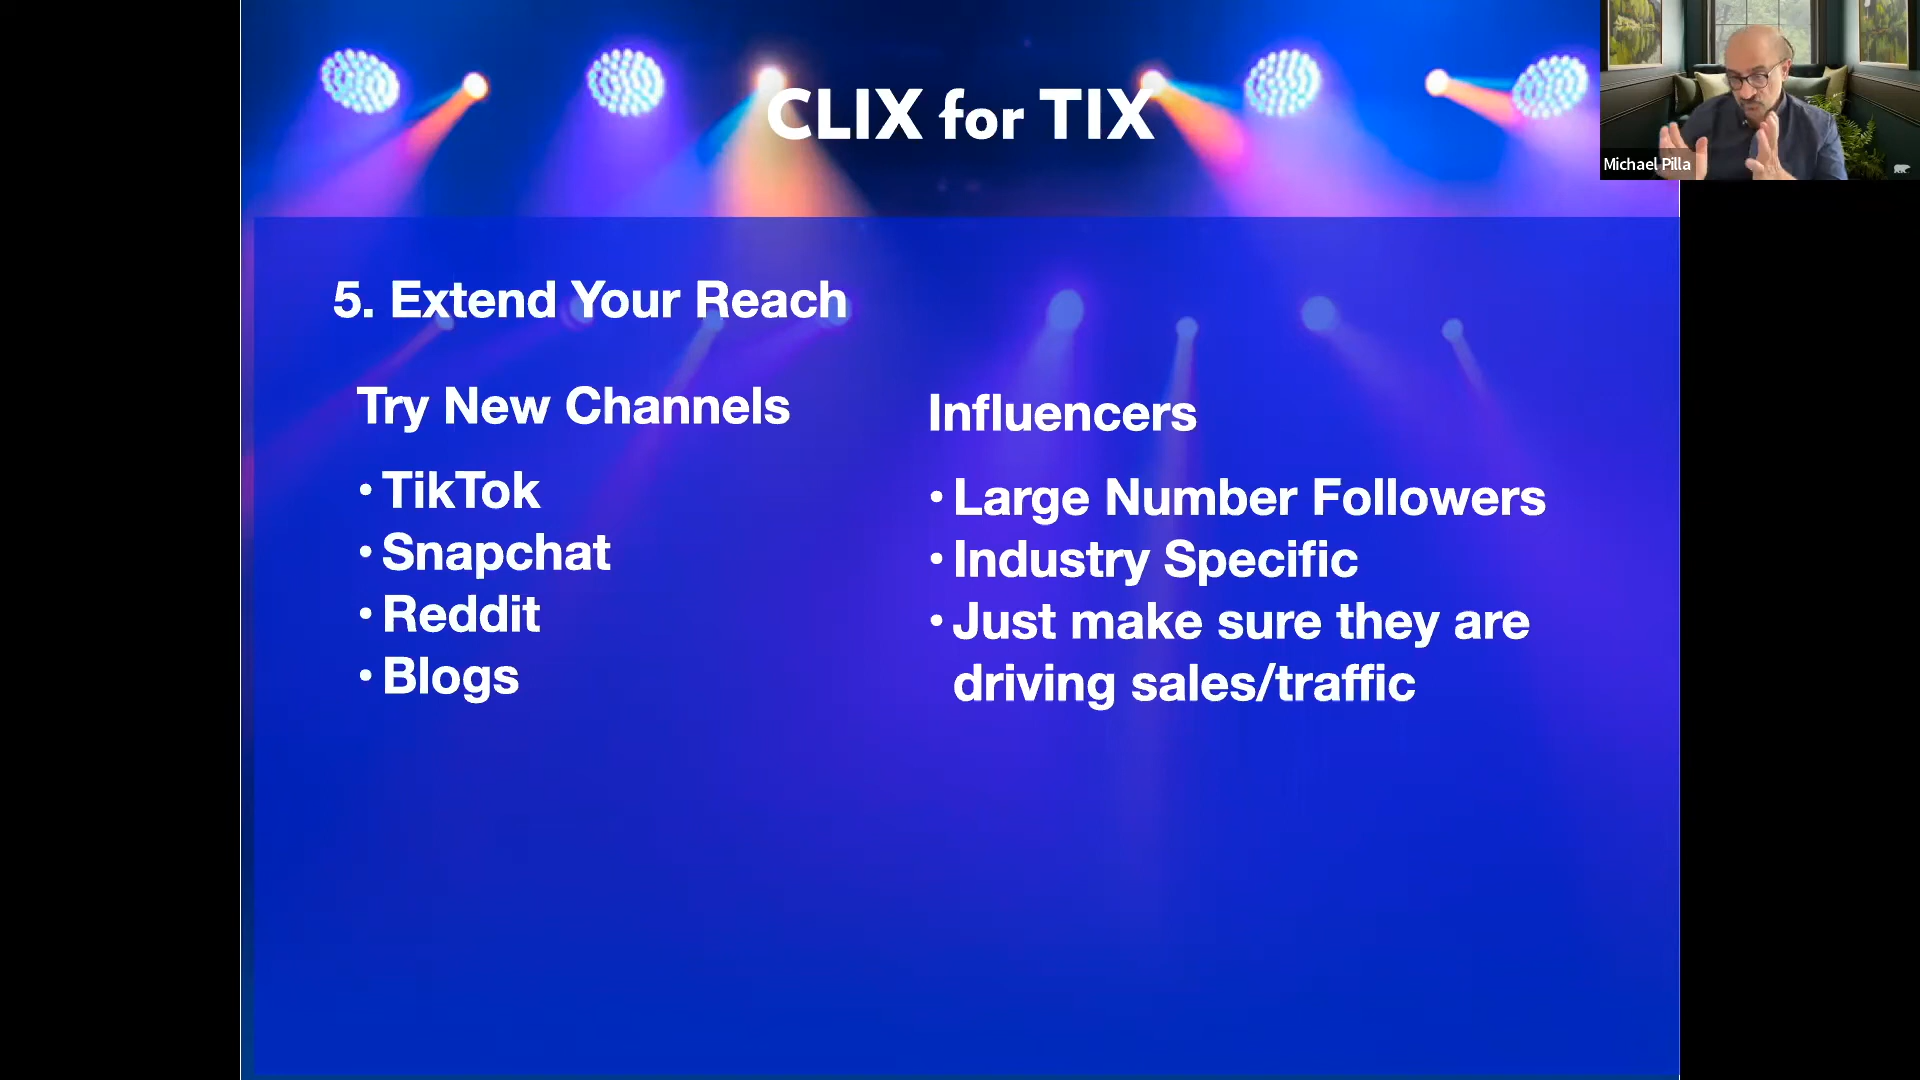 CLIX for TIX
Michael Pilla
5. Extend Your Reach
Try New Channels
• TikTok
• Snapchat
• Reddit
• Blogs
Influencers
• Large Number Followers
• Industry Specific
• Just make sure they are
driving sales/traffic